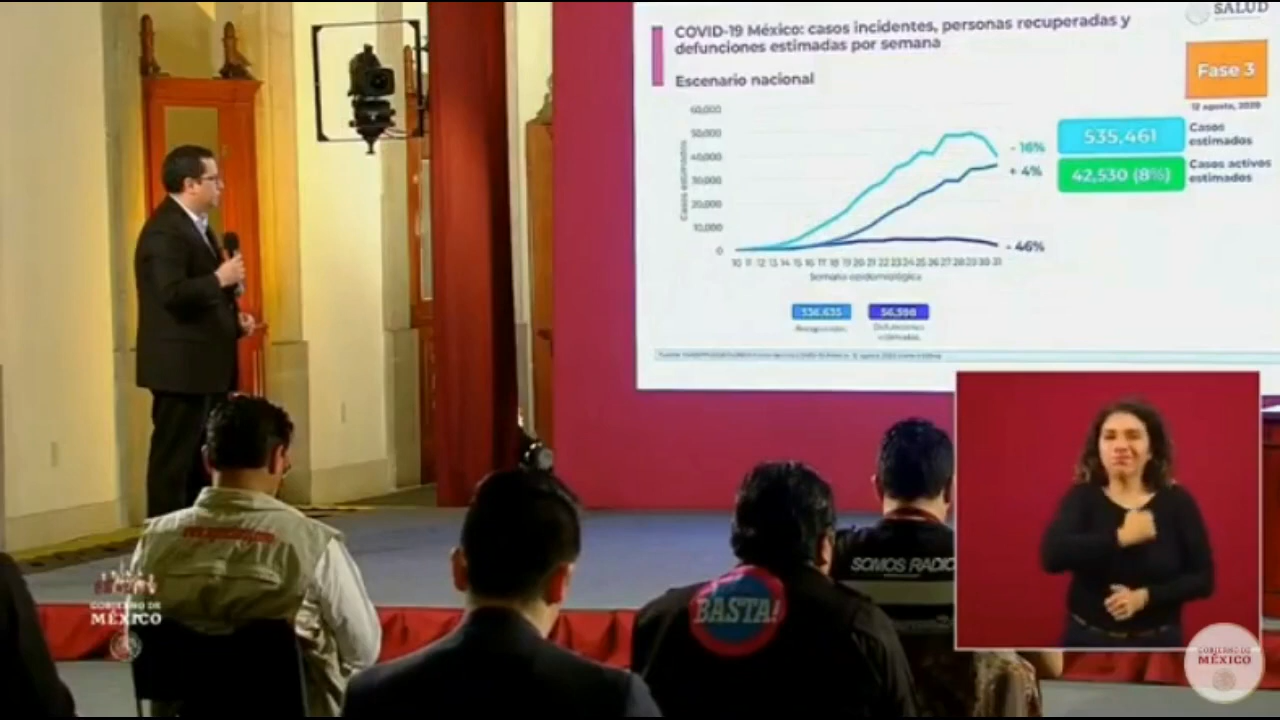 SALUD
COVID-19 México: casos incidentes, personas recuperadas y
defunciones estimadas por semana
Fase 3
12 agosto, 2020
Escenario nacional
60,000
50,000
40,000
30,000
20,000
10,000
0
Casos estimados
10 11 12 13 14 15 16 17 18 19 20 21 22 23 24 25 26 27 28 29 30 31
Semana epidemiológica
- 16%
+ 4%
- 46%
535,461
Casos
estimados
42,530 (8%)
Casos activos
estimados
56,598
Defunciones
estimadas
BASTA!
SOMOS RADIO
GOBIERNO DE
MÉXICO
GOBIERNO DE
MÉXICO